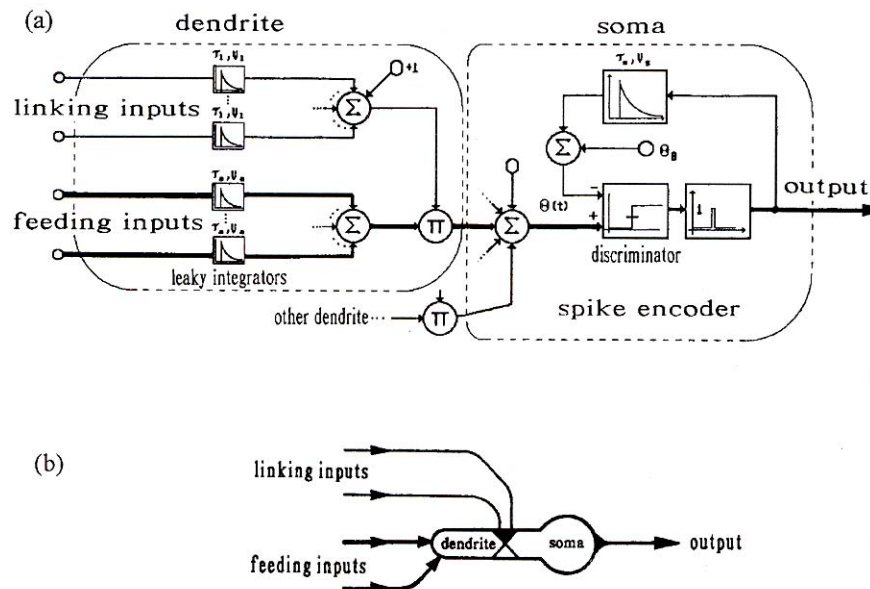 (a)
dendrite
soma
linking inputs
feeding inputs
leaky integrators
Σ
+1
Σ
Π
Σ
Σ
Θ(t)
-
+
1
output
discriminator
spike encoder
other dendrite
Π
(b)
linking inputs
feeding inputs
dendrite
soma
output